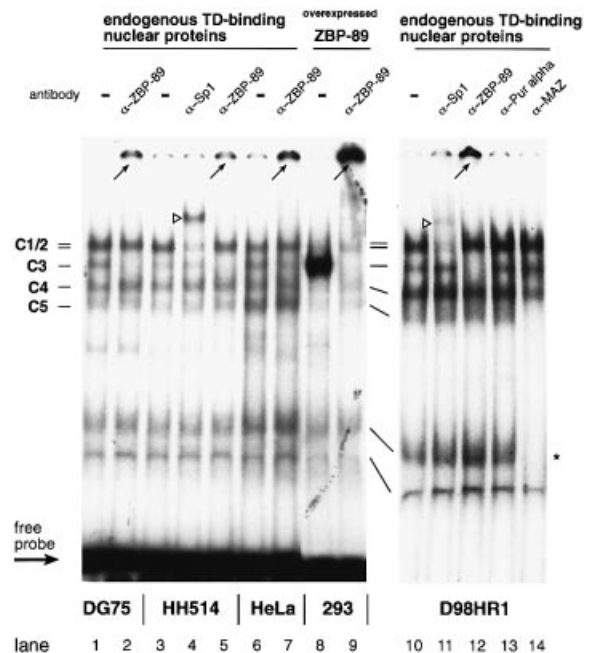 endogenous TD-binding nuclear proteins
overexpressed ZBP-89
endogenous TD-binding nuclear proteins
antibody - α-ZBP-89 - α-Sp1 α-ZBP-89 - α-ZBP-89 - α-ZBP-89 - α-Sp1 α-ZBP-89 α-Pur alpha α-MAZ
C1/2
C3
C4
C5
*
free probe
DG75 HH514 HeLa 293 D98HR1
lane 1 2 3 4 5 6 7 8 9 10 11 12 13 14